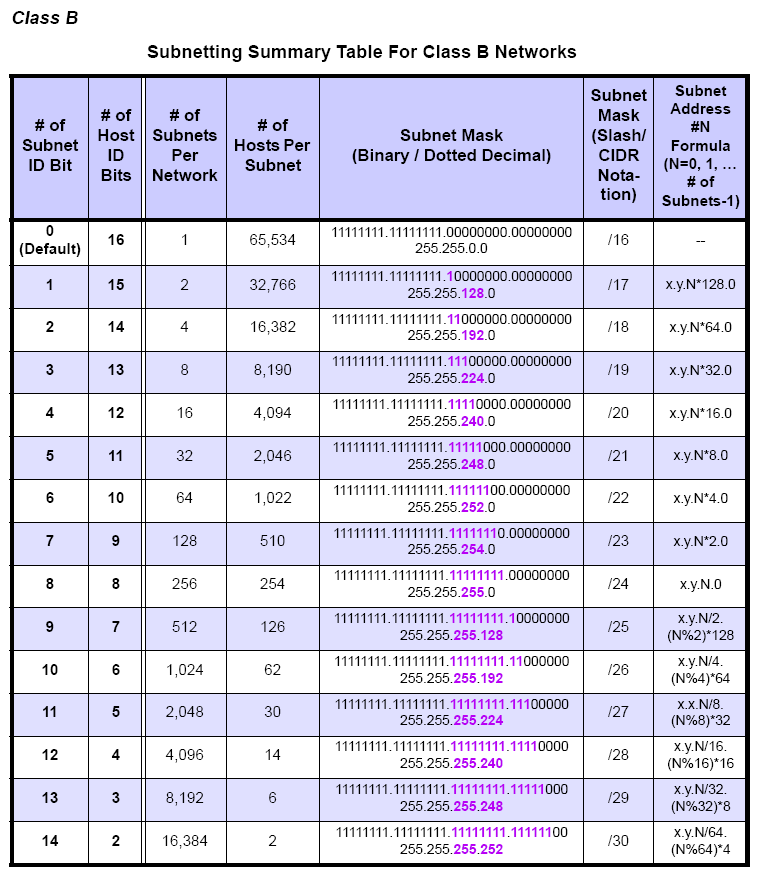 Class B
Subnetting Summary Table For Class B Networks
# of
Subnet
ID Bit
# of
Host
ID
Bits
# of
Subnets
Per
Network
# of
Hosts Per
Subnet
Subnet Mask
(Binary / Dotted Decimal)
Subnet
Mask
(Slash/
CIDR
Nota-
tion)
Subnet
Address
#N
Formula
(N=0, 1, ...
# of
Subnets-1)
0
(Default)
16
1
65,534
11111111.11111111.00000000.00000000
255.255.0.0
/16
--
1
15
2
32,766
11111111.11111111.10000000.00000000
255.255.128.0
/17
x.y.N*128.0
2
14
4
16,382
11111111.11111111.11000000.00000000
255.255.192.0
/18
x.y.N*64.0
3
13
8
8,190
11111111.11111111.11100000.00000000
255.255.224.0
/19
x.y.N*32.0
4
12
16
4,094
11111111.11111111.11110000.00000000
255.255.240.0
/20
x.y.N*16.0
5
11
32
2,046
11111111.11111111.11111000.00000000
255.255.248.0
/21
x.y.N*8.0
6
10
64
1,022
11111111.11111111.11111100.00000000
255.255.252.0
/22
x.y.N*4.0
7
9
128
510
11111111.11111111.11111110.00000000
255.255.254.0
/23
x.y.N*2.0
8
8
256
254
11111111.11111111.11111111.00000000
255.255.255.0
/24
x.y.N.0
9
7
512
126
11111111.11111111.11111111.10000000
255.255.255.128
/25
x.y.N/2.
(N%2)*128
10
6
1,024
62
11111111.11111111.11111111.11000000
255.255.255.192
/26
x.y.N/4.
(N%4)*64
11
5
2,048
30
11111111.11111111.11111111.11100000
255.255.255.224
/27
x.x.N/8.
(N%8)*32
12
4
4,096
14
11111111.11111111.11111111.11110000
255.255.255.240
/28
x.y.N/16.
(N%16)*16
13
3
8,192
6
11111111.11111111.11111111.11111000
255.255.255.248
/29
x.y.N/32.
(N%32)*8
14
2
16,384
2
11111111.11111111.11111111.11111100
255.255.255.252
/30
x.y.N/64.
(N%64)*4